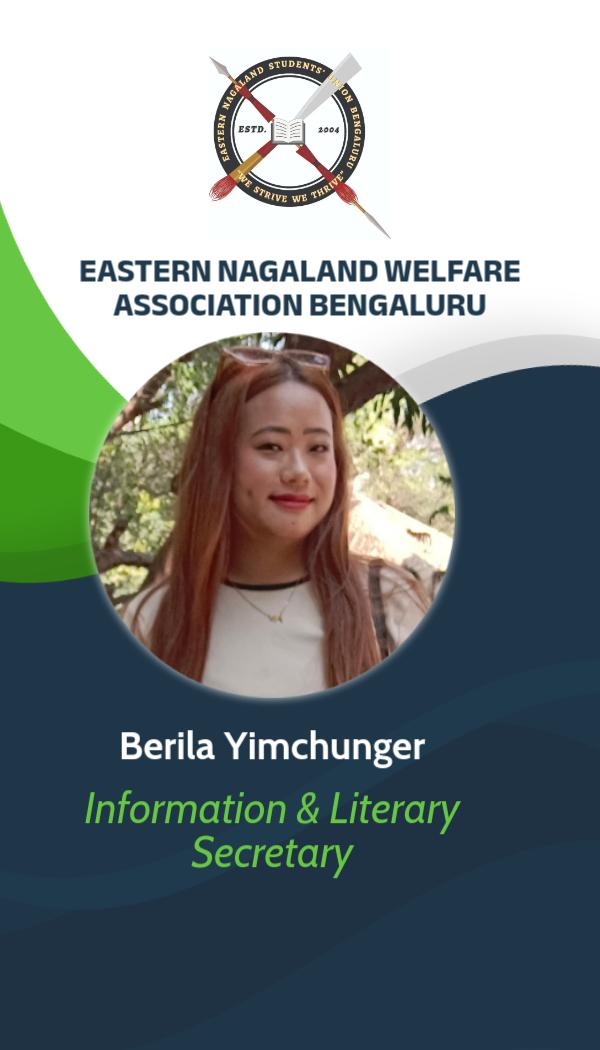 EASTERN NAGALAND STUDENTS' UNION BENGALURU
ESTD. 2004
"WE STRIVE WE THRIVE"
EASTERN NAGALAND WELFARE
ASSOCIATION BENGALURU
Berila Yimchunger
Information & Literary
Secretary